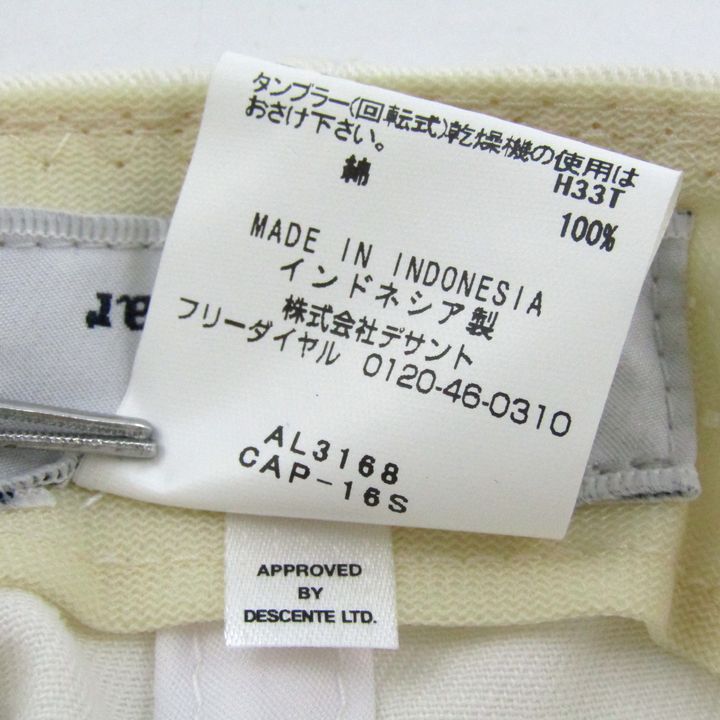 タンブラー(回転式)乾燥機の使用は
おさけ下さい。
H33T
綿 100%
MADE IN INDONESIA
インドネシア製
株式会社デサント
フリーダイヤル 0120-46-0310
AL3168
CAP-16S
APPROVED
BY
DESCENTE LTD.